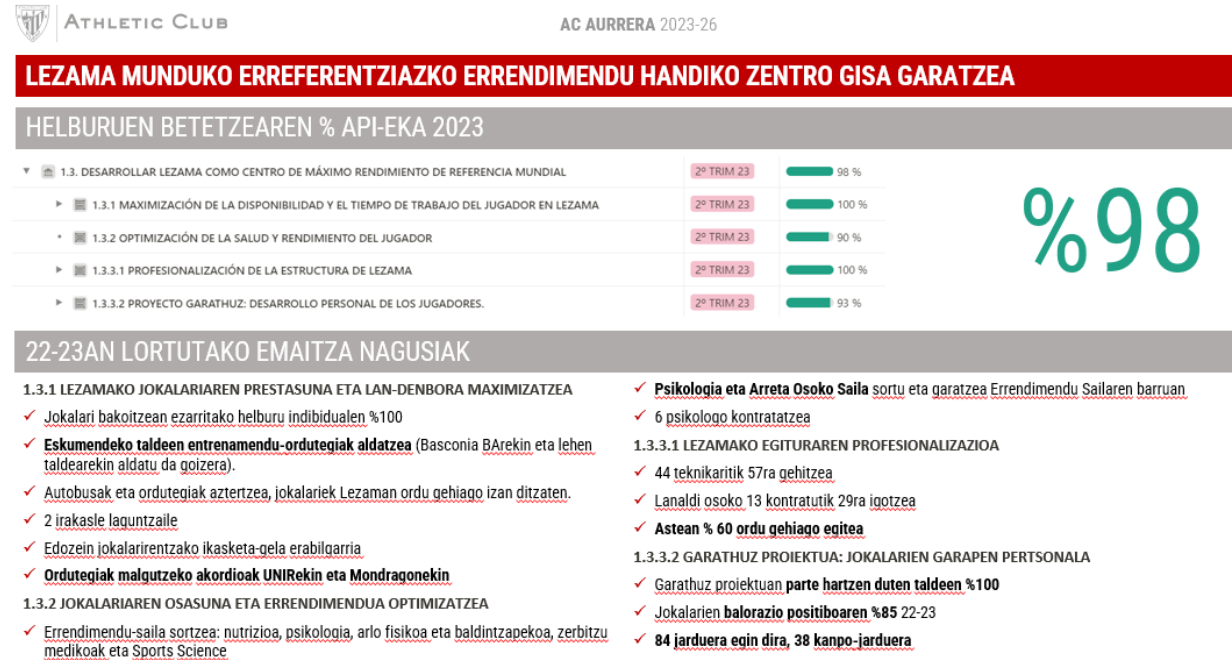 ATHLETIC CLUB
AC AURRERA 2023-26
LEZAMA MUNDUKO ERREFERENTZIAZKO ERRENDIMENDU HANDIKO ZENTRO GISA GARATZEA
HELBURUEN BETETZEAREN % API-EKA 2023
1.3. DESARROLLAR LEZAMA COMO CENTRO DE MÁXIMO RENDIMIENTO DE REFERENCIA MUNDIAL 2º TRIM 23 98 %
1.3.1 MAXIMIZACIÓN DE LA DISPONIBILIDAD Y EL TIEMPO DE TRABAJO DEL JUGADOR EN LEZAMA 2º TRIM 23 100 %
1.3.2 OPTIMIZACIÓN DE LA SALUD Y RENDIMIENTO DEL JUGADOR 2º TRIM 23 90 %
1.3.3.1 PROFESIONALIZACIÓN DE LA ESTRUCTURA DE LEZAMA 2º TRIM 23 100 %
1.3.3.2 PROYECTO GARATHUZ: DESARROLLO PERSONAL DE LOS JUGADORES. 2º TRIM 23 93 %
%98
22-23AN LORTUTAKO EMAITZA NAGUSIAK
1.3.1 LEZAMAKO JOKALARIAREN PRESTASUNA ETA LAN-DENBORA MAXIMIZATZEA
✓ Jokalari bakoitzean ezarritako helburu indibidualen %100
✓ Eskumendeko taldeen entrenamendu-ordutegiak aldatzea (Basconia BArekin eta lehen
taldearekin aldatu da goizera).
✓ Autobusak eta ordutegiak aztertzea, jokalariek Lezaman ordu gehiago izan ditzaten.
✓ 2 irakasle laguntzaile
✓ Edozein jokalarirentzako ikasketa-gela erabilgarria
✓ Ordutegiak malgutzeko akordioak UNIRekin eta Mondragonekin
1.3.2 JOKALARIAREN OSASUNA ETA ERRENDIMENDUA OPTIMIZATZEA
✓ Errendimendu-saila sortzea: nutrizioa, psikologia, arlo fisikoa eta baldintzapekoa, zerbitzu
medikoak eta Sports Science
✓ Psikologia eta Arreta Osoko Saila sortu eta garatzea Errendimendu Sailaren barruan
✓ 6 psikologo kontratatzea
1.3.3.1 LEZAMAKO EGITURAREN PROFESIONALIZAZIOA
✓ 44 teknikaritik 57ra gehitzea
✓ Lanaldi osoko 13 kontratutik 29ra igotzea
✓ Astean % 60 ordu gehiago egitea
1.3.3.2 GARATHUZ PROIEKTUA: JOKALARIEN GARAPEN PERTSONALA
✓ Garathuz proiektuan parte hartzen duten taldeen %100
✓ Jokalarien balorazio positiboaren %85 22-23
✓ 84 jarduera egin dira, 38 kanpo-jarduera